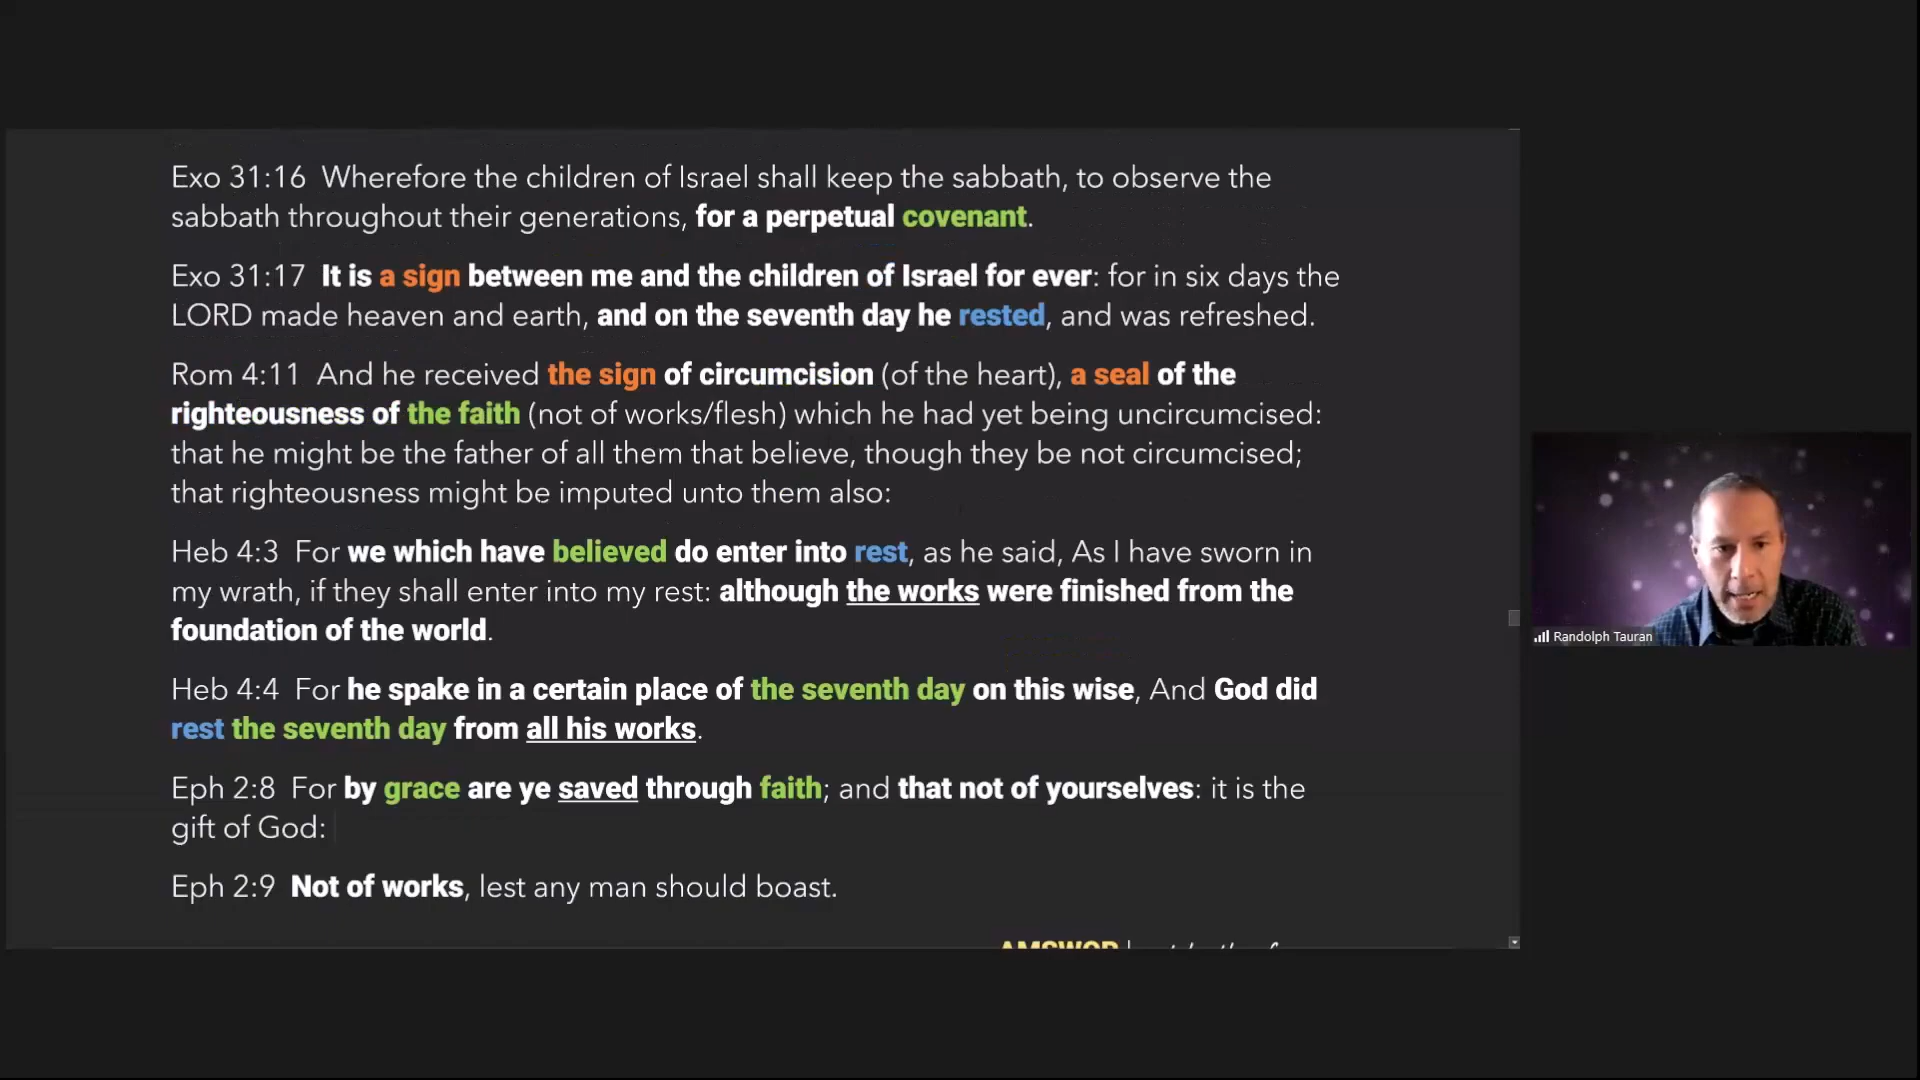 Exo 31:16 Wherefore the children of Israel shall keep the sabbath, to observe the
sabbath throughout their generations, for a perpetual covenant.
Exo 31:17 It is a sign between me and the children of Israel for ever: for in six days the
LORD made heaven and earth, and on the seventh day he rested, and was refreshed.
Rom 4:11 And he received the sign of circumcision (of the heart), a seal of the
righteousness of the faith (not of works/flesh) which he had yet being uncircumcised:
that he might be the father of all them that believe, though they be not circumcised;
that righteousness might be imputed unto them also:
Heb 4:3 For we which have believed do enter into rest, as he said, As I have sworn in
my wrath, if they shall enter into my rest: although the works were finished from the
foundation of the world.
Heb 4:4 For he spake in a certain place of the seventh day on this wise, And God did
rest the seventh day from all his works.
Eph 2:8 For by grace are ye saved through faith; and that not of yourselves: it is the
gift of God:
Eph 2:9 Not of works, lest any man should boast.
AMSWOR
Randolph Tauran